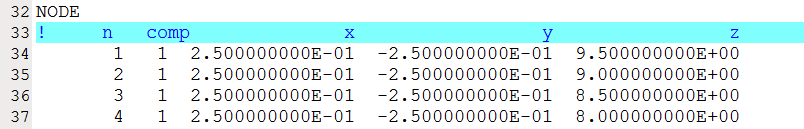 32 NODE
33 ! n comp x y z
34 1 1 2.500000000E-01 -2.500000000E-01 9.500000000E+00
35 2 1 2.500000000E-01 -2.500000000E-01 9.000000000E+00
36 3 1 2.500000000E-01 -2.500000000E-01 8.500000000E+00
37 4 1 2.500000000E-01 -2.500000000E-01 8.000000000E+00